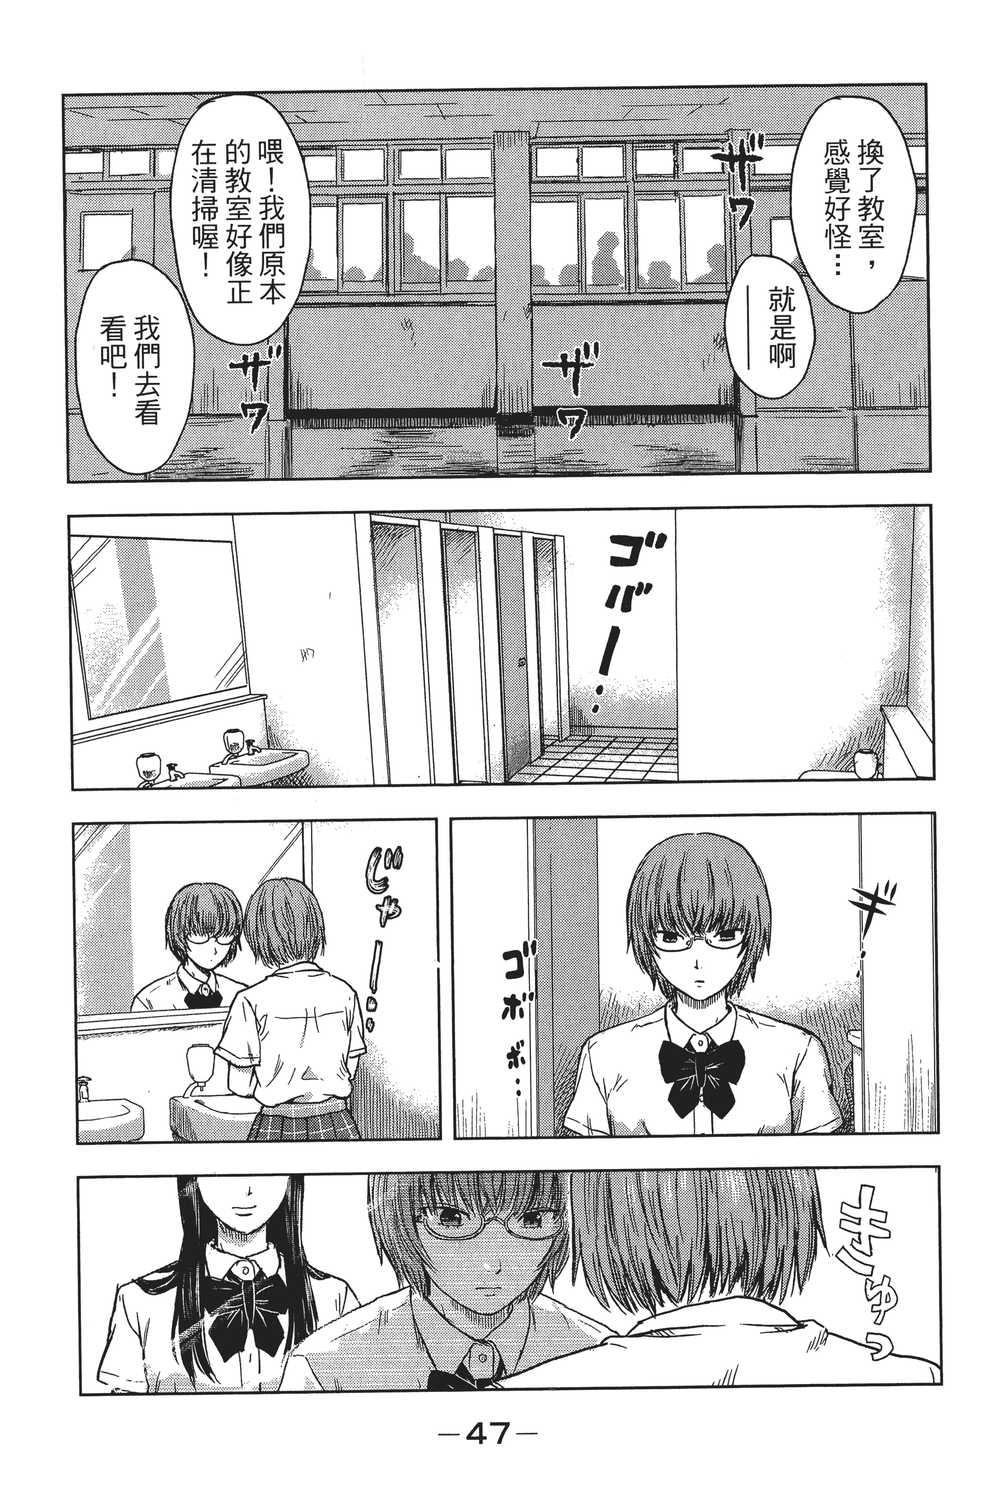 換了教室，
感覺好怪…
就是啊
——
喂！我們原本
的教室好像正
在清掃喔！
我們去看
看吧！
ザワ
ザワ
ザワ
ゴバー…
ギ…
ゴボボボ…
じゃー…
きゅっ
－47－